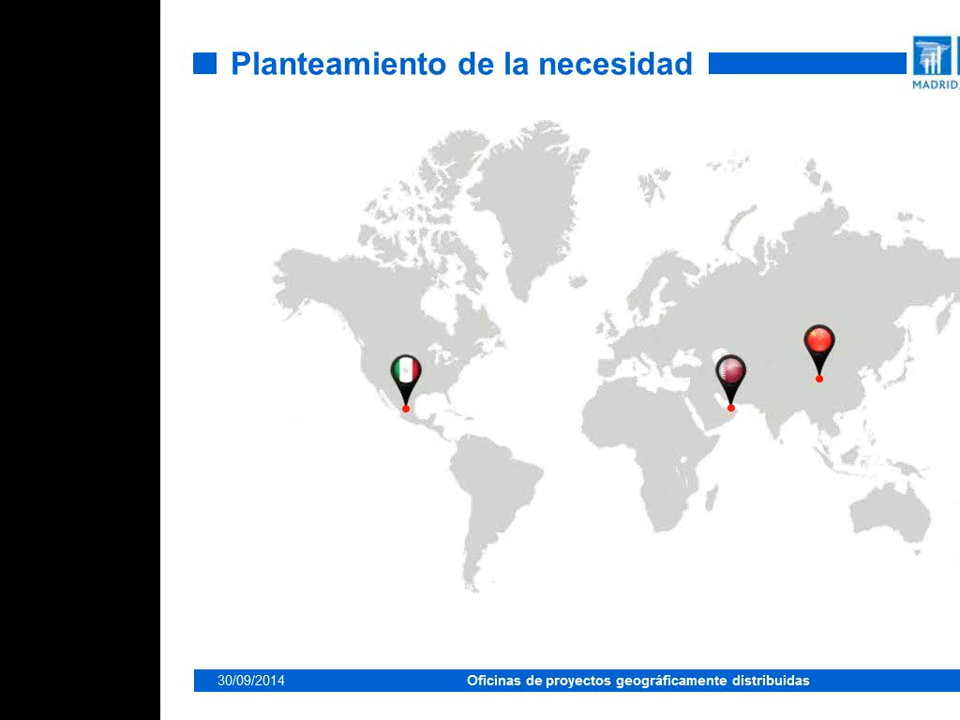 Planteamiento de la necesidad
MADRID,
30/09/2014
Oficinas de proyectos geográficamente distribuidas